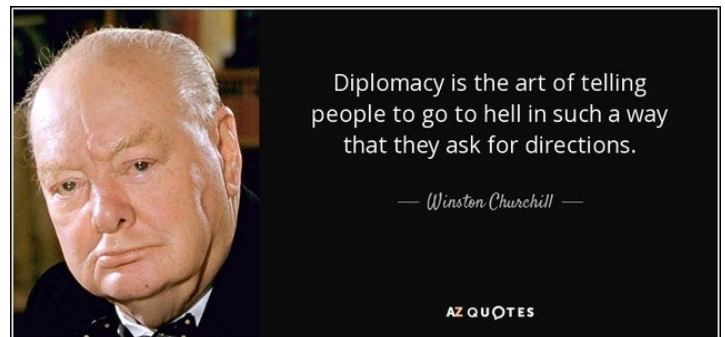 Diplomacy is the art of telling
people to go to hell in such a way
that they ask for directions.
— Winston Churchill —
AZ QUOTES